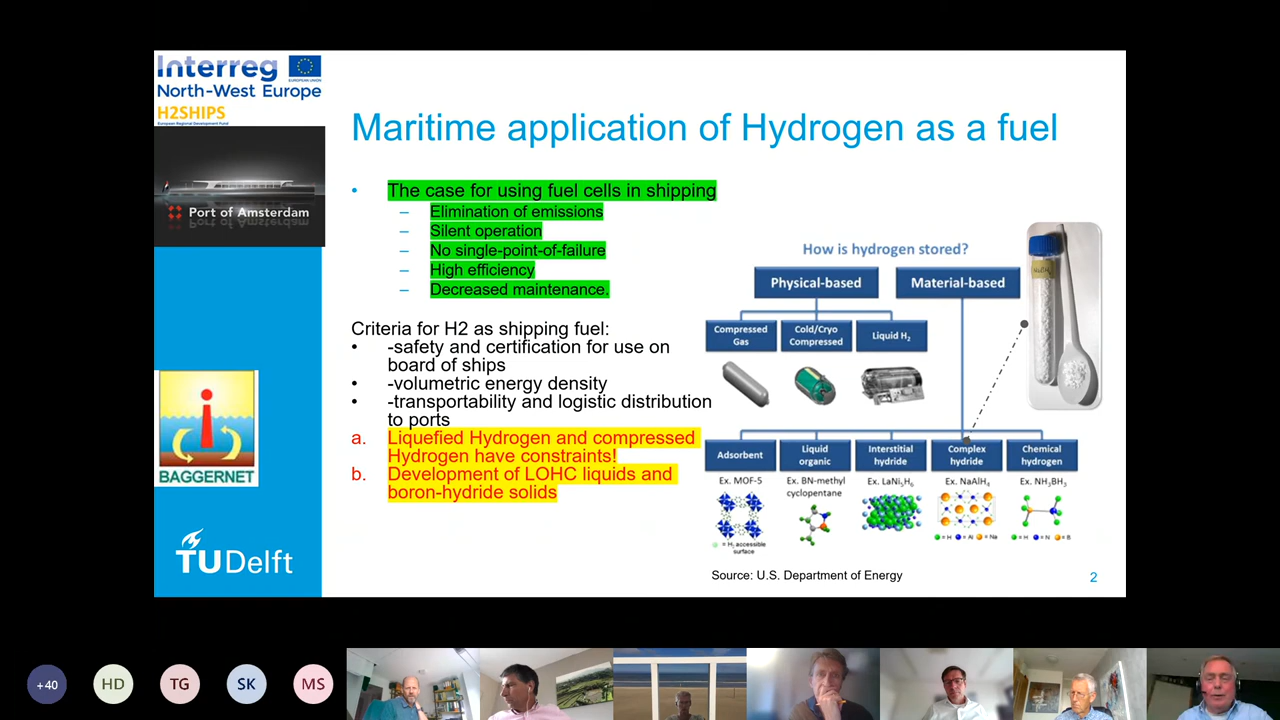 Interreg
EUROPEAN UNION
North-West Europe
H2SHIPS
European Regional Development Fund
Port of Amsterdam
BAGGERNET
TU Delft
Maritime application of Hydrogen as a fuel
• The case for using fuel cells in shipping
– Elimination of emissions
– Silent operation
– No single-point-of-failure
– High efficiency
– Decreased maintenance.
Criteria for H2 as shipping fuel:
• -safety and certification for use on
board of ships
• -volumetric energy density
• -transportability and logistic distribution
to ports
a. Liquefied Hydrogen and compressed
Hydrogen have constraints!
b. Development of LOHC liquids and
boron-hydride solids
How is hydrogen stored?
Physical-based
Material-based
Compressed
Gas
Cold/Cryo
Compressed
Liquid H₂
Adsorbent
Liquid
organic
Interstitial
hydride
Complex
hydride
Chemical
hydrogen
Ex. MOF-5
Ex. BN-methyl
cyclopentane
Ex. LaNi₅H₆
Ex. NaAlH₄
Ex. NH₃BH₃
= H₂ accessible
surface
= H = Al = Na
= H = N = B
Source: U.S. Department of Energy
2
+40
HD
TG
SK
MS